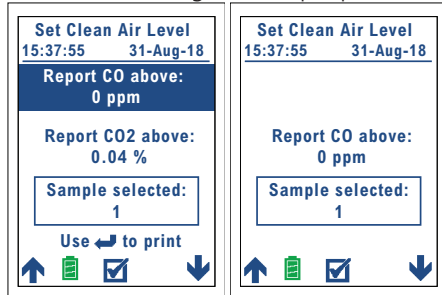 Set Clean Air Level
15:37:55 31-Aug-18
Report CO above:
0 ppm
Report CO2 above:
0.04 %
Sample selected:
1
Use to print
Set Clean Air Level
15:37:55 31-Aug-18
Report CO above:
0 ppm
Sample selected:
1